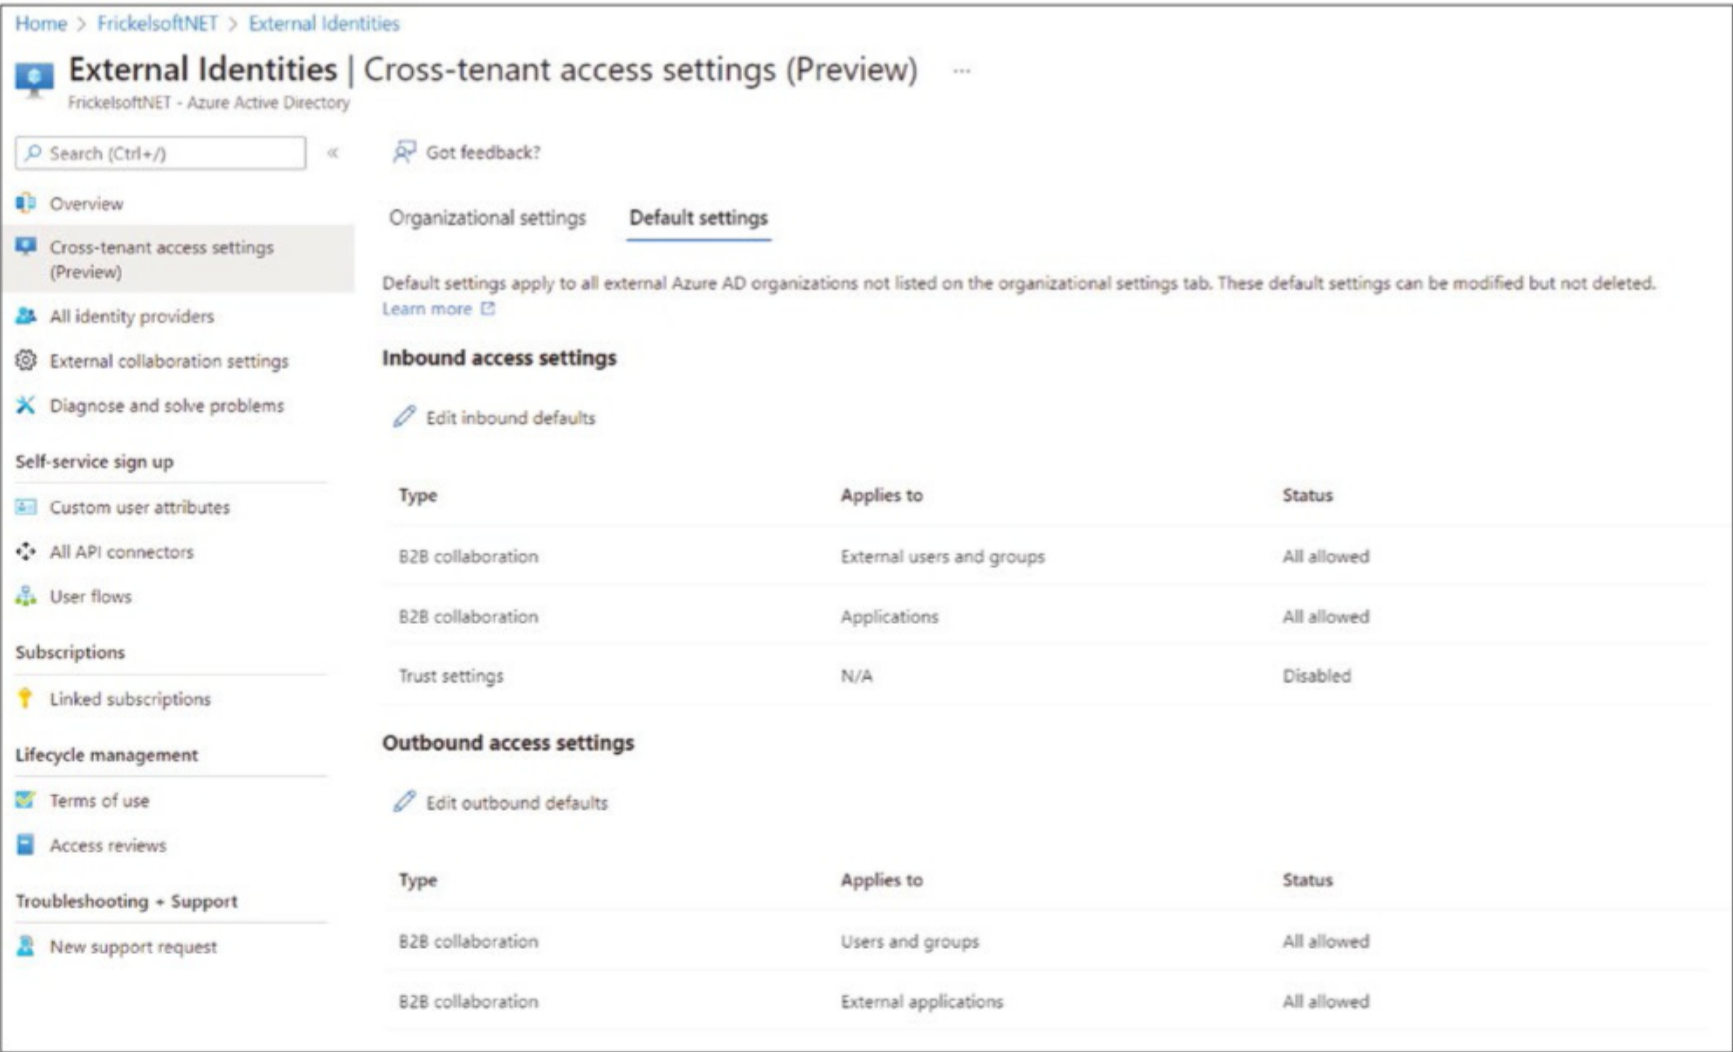 Home > FrickelsoftNET > External Identities
External Identities | Cross-tenant access settings (Preview) ...
FrickelsoftNET - Azure Active Directory
Search (Ctrl+/) «
Overview
Cross-tenant access settings
(Preview)
All identity providers
External collaboration settings
Diagnose and solve problems
Self-service sign up
Custom user attributes
All API connectors
User flows
Subscriptions
Linked subscriptions
Lifecycle management
Terms of use
Access reviews
Troubleshooting + Support
New support request
Got feedback?
Organizational settings Default settings
Default settings apply to all external Azure AD organizations not listed on the organizational settings tab. These default settings can be modified but not deleted.
Learn more
Inbound access settings
Edit inbound defaults
Type Applies to Status
B2B collaboration External users and groups All allowed
B2B collaboration Applications All allowed
Trust settings N/A Disabled
Outbound access settings
Edit outbound defaults
Type Applies to Status
B2B collaboration Users and groups All allowed
B2B collaboration External applications All allowed